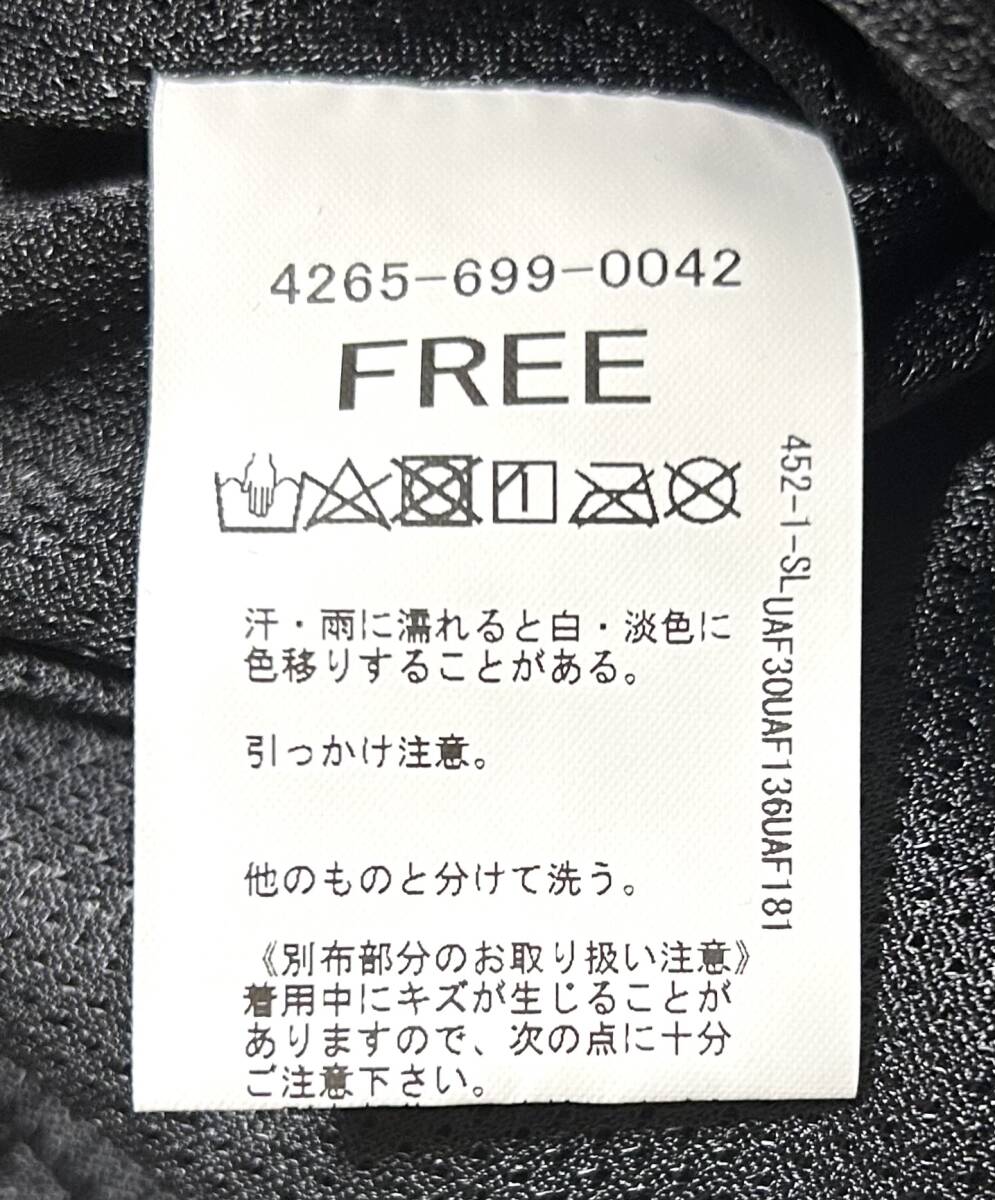 4265-699-0042
FREE
汗・雨に濡れると白・淡色に
色移りすることがある。
引っかけ注意。
他のものと分けて洗う。
《別布部分のお取り扱い注意》
着用中にキズが生じることが
ありますので、次の点に十分
ご注意下さい。
452-1-SLUAF30UAF136UAF181